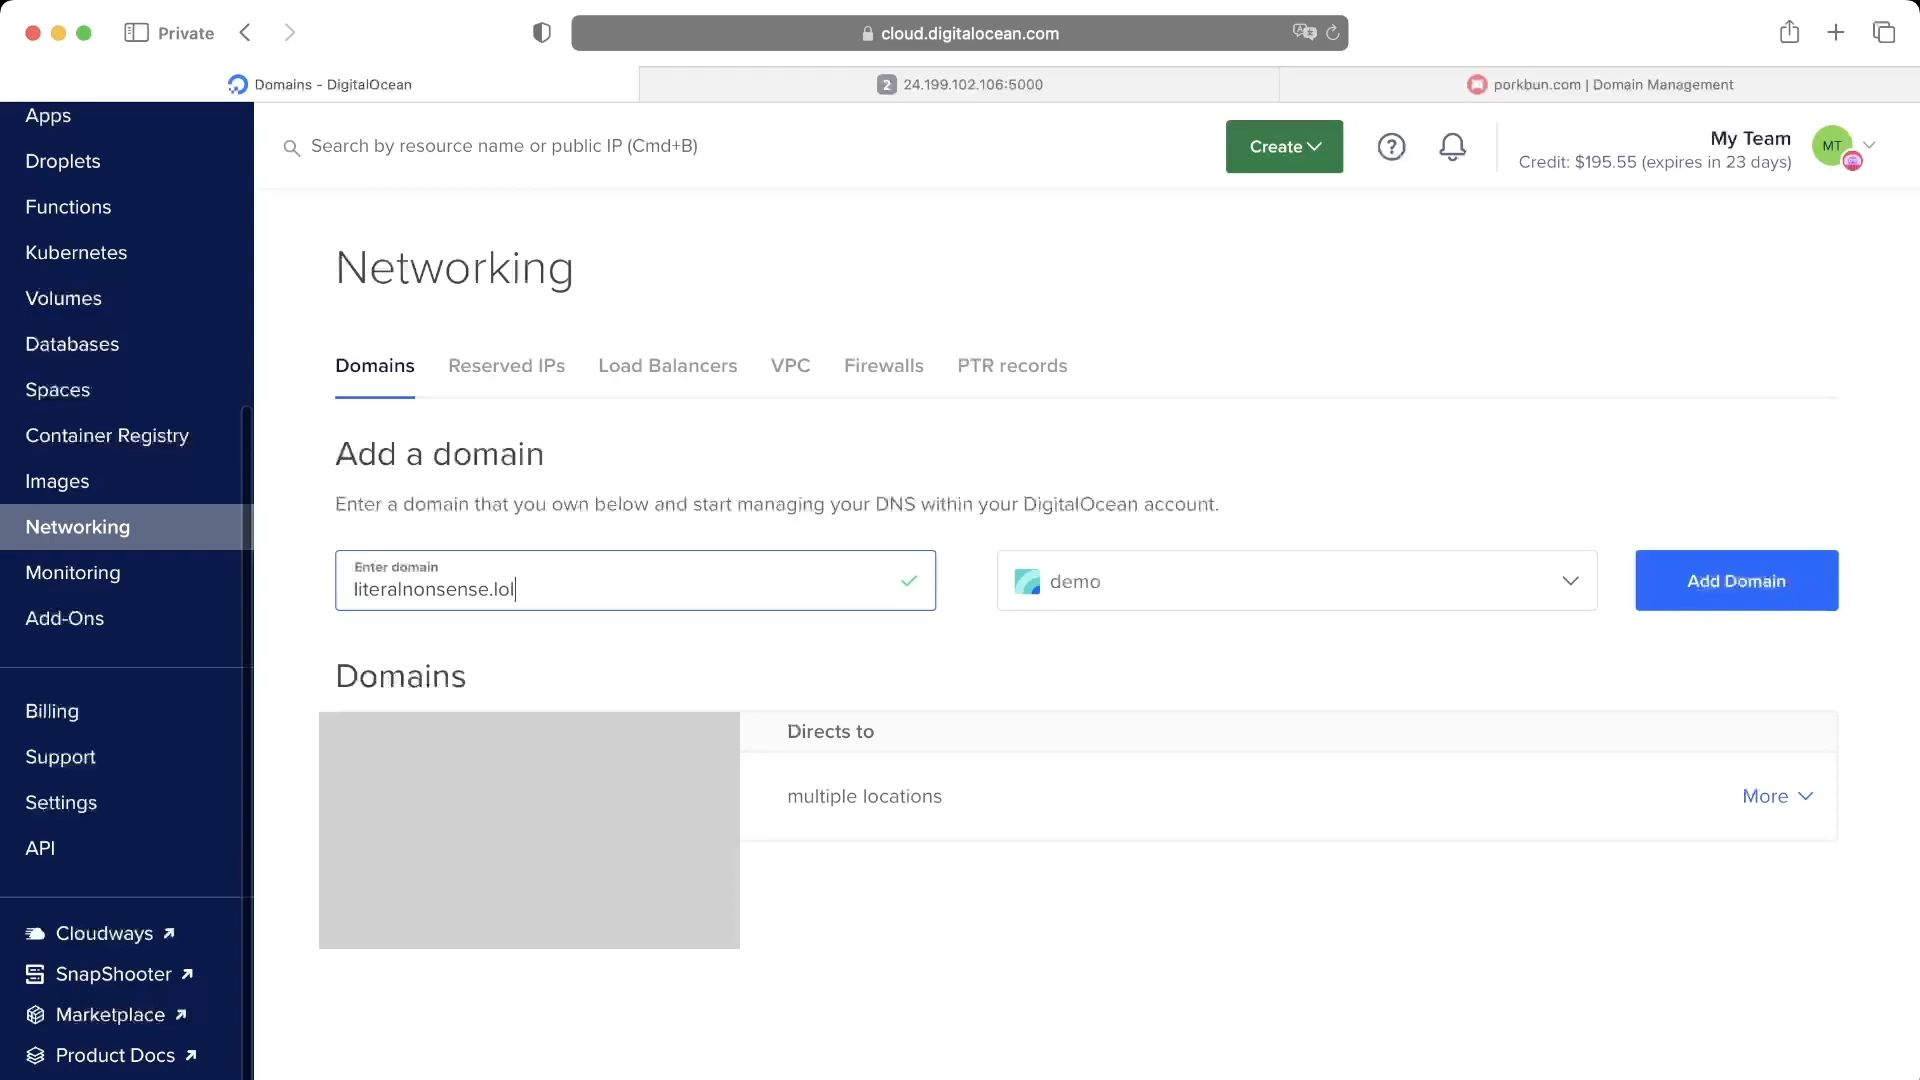 Private
cloud.digitalocean.com
Domains - DigitalOcean
2 24.199.102.106:5000
porkbun.com | Domain Management
Apps
Droplets
Functions
Kubernetes
Volumes
Databases
Spaces
Container Registry
Images
Networking
Monitoring
Add-Ons
Billing
Support
Settings
API
Cloudways
SnapShooter
Marketplace
Product Docs
Search by resource name or public IP (Cmd+B)
Create
?
My Team
Credit: $195.55 (expires in 23 days)
MT
Networking
Domains Reserved IPs Load Balancers VPC Firewalls PTR records
Add a domain
Enter a domain that you own below and start managing your DNS within your DigitalOcean account.
Enter domain
literalnonsense.lol
demo
Add Domain
Domains
Directs to
multiple locations
More